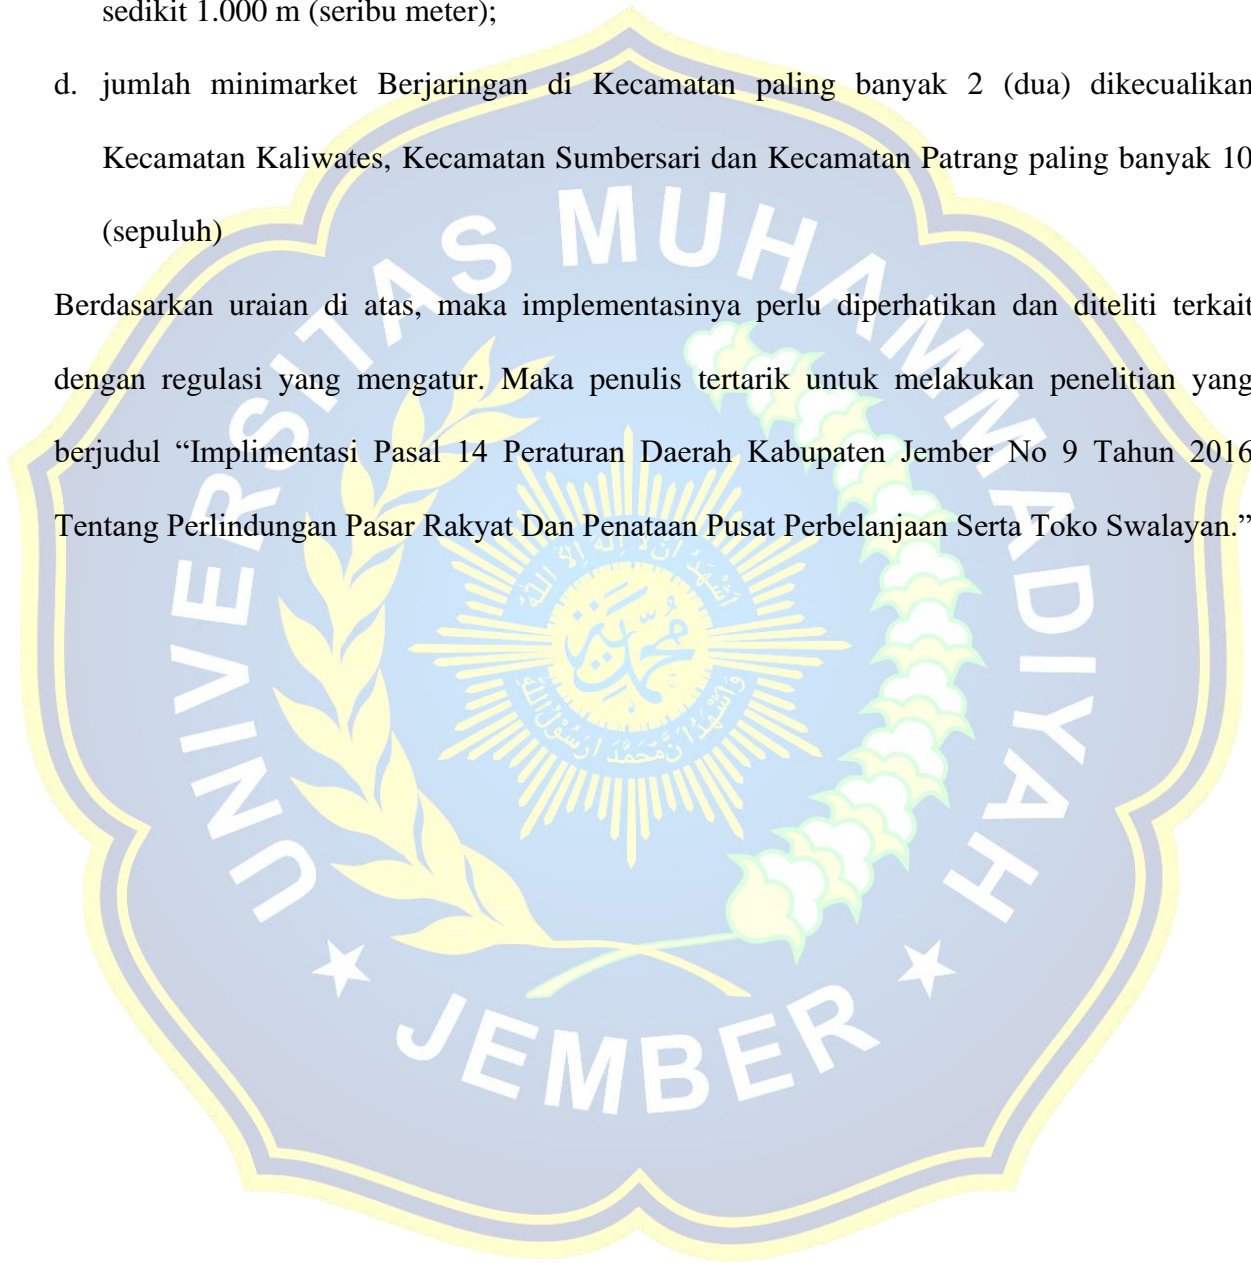 sedikit 1.000 m (seribu meter);
d. jumlah minimarket Berjaringan di Kecamatan paling banyak 2 (dua) dikecualikan
Kecamatan Kaliwates, Kecamatan Sumbersari dan Kecamatan Patrang paling banyak 10
(sepuluh)
Berdasarkan uraian di atas, maka implementasinya perlu diperhatikan dan diteliti terkait
dengan regulasi yang mengatur. Maka penulis tertarik untuk melakukan penelitian yang
berjudul “Implimentasi Pasal 14 Peraturan Daerah Kabupaten Jember No 9 Tahun 2016
Tentang Perlindungan Pasar Rakyat Dan Penataan Pusat Perbelanjaan Serta Toko Swalayan.”
UNIVERSITAS MUHAMMADIYAH
JEMBER